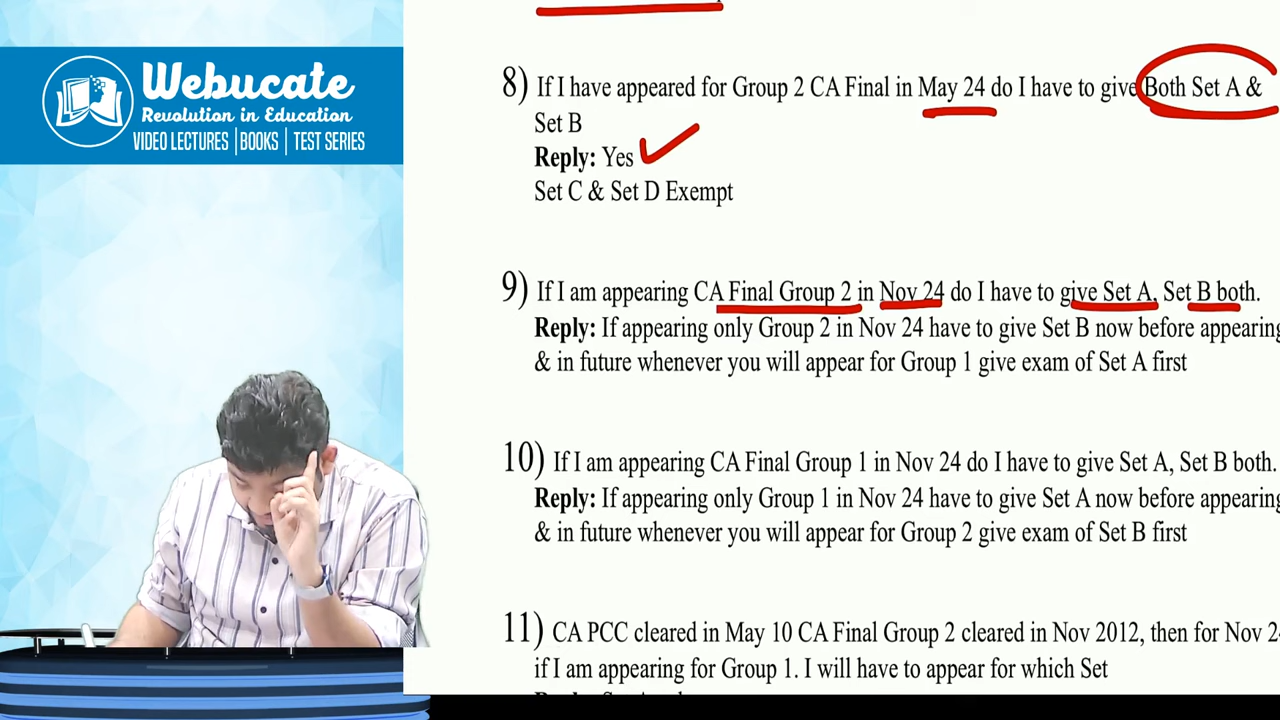 Webucate
Revolution in Education
VIDEO LECTURES | BOOKS | TEST SERIES
8) If I have appeared for Group 2 CA Final in May 24 do I have to give Both Set A &
Set B
Reply: Yes
Set C & Set D Exempt
9) If I am appearing CA Final Group 2 in Nov 24 do I have to give Set A, Set B both.
Reply: If appearing only Group 2 in Nov 24 have to give Set B now before appearing
& in future whenever you will appear for Group 1 give exam of Set A first
10) If I am appearing CA Final Group 1 in Nov 24 do I have to give Set A, Set B both.
Reply: If appearing only Group 1 in Nov 24 have to give Set A now before appearing
& in future whenever you will appear for Group 2 give exam of Set B first
11) CA PCC cleared in May 10 CA Final Group 2 cleared in Nov 2012, then for Nov
if I am appearing for Group 1. I will have to appear for which Set